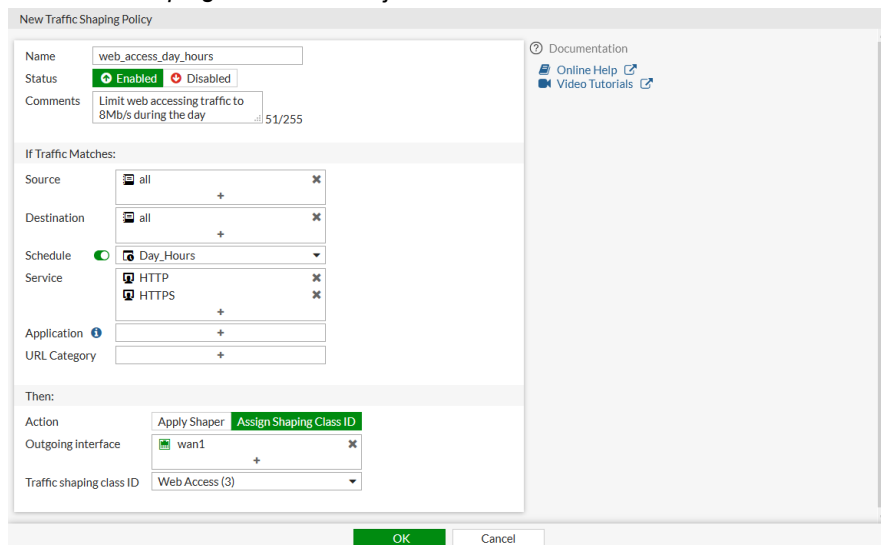 New Traffic Shaping Policy
Name web_access_day_hours
Status Enabled Disabled
Comments Limit web accessing traffic to
8Mb/s during the day 51/255
If Traffic Matches:
Source all
+
Destination all
+
Schedule Day_Hours
Service HTTP
HTTPS
+
Application +
URL Category +
Then:
Action Apply Shaper Assign Shaping Class ID
Outgoing interface wan1
+
Traffic shaping class ID Web Access (3)
OK Cancel
Documentation
Online Help
Video Tutorials